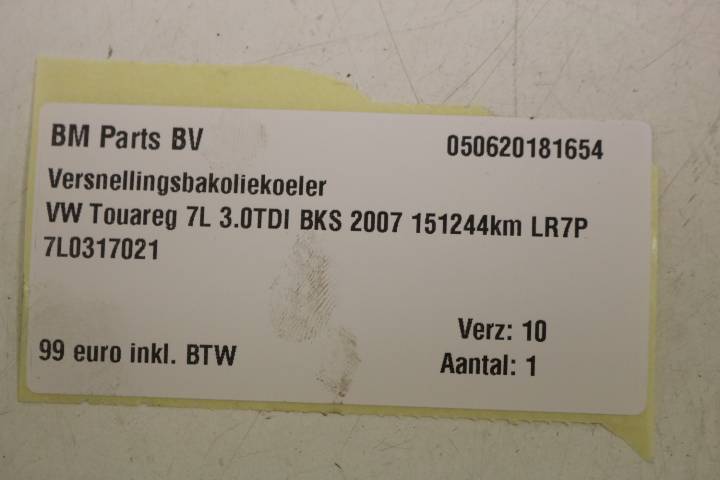 BM Parts BV 050620181654
Versnellingsbakoliekoeler
VW Touareg 7L 3.0TDI BKS 2007 151244km LR7P
7L0317021
Verz: 10
99 euro inkl. BTW Aantal: 1